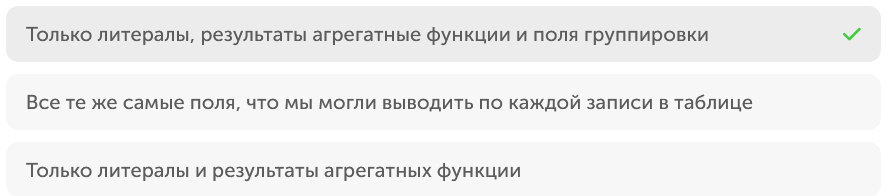 Только литералы, результаты агрегатные функции и поля группировки
Все те же самые поля, что мы могли выводить по каждой записи в таблице
Только литералы и результаты агрегатных функции